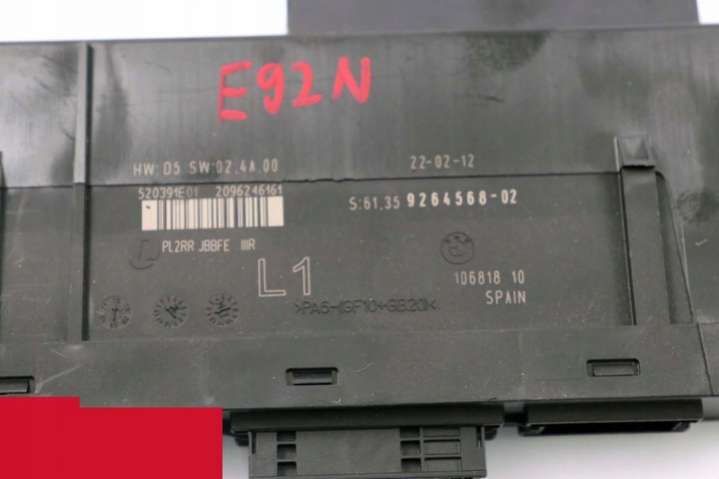 E92N
HW: 05 SW:02.4A.00 22-02-12
520391E01 2096246161
S:61.35 9264568-02
PL2RR JBBFE IIIR
L1
106818 10
SPAIN
>PA6-(GF10+GB20)<